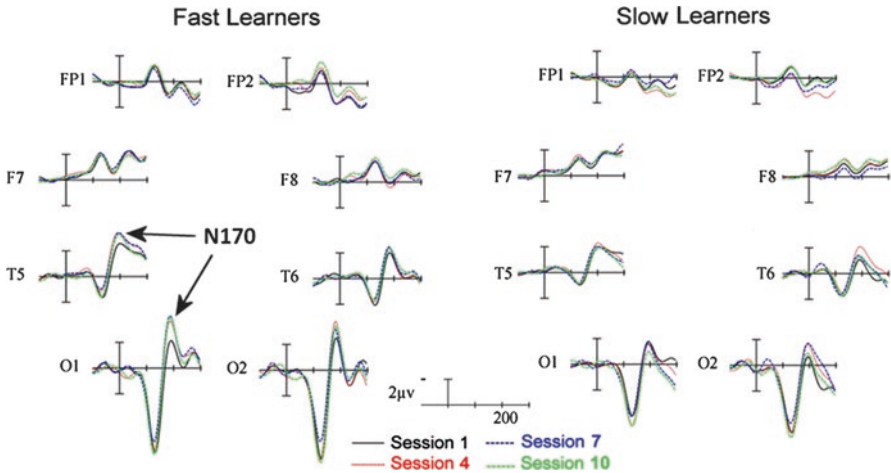 Fast Learners Slow Learners
FP1 FP2 FP1 FP2
F7 F8 F7 F8
N170
T5 T6 T5 T6
O1 O2 O1 O2
2μv
200
Session 1 Session 7
Session 4 Session 10